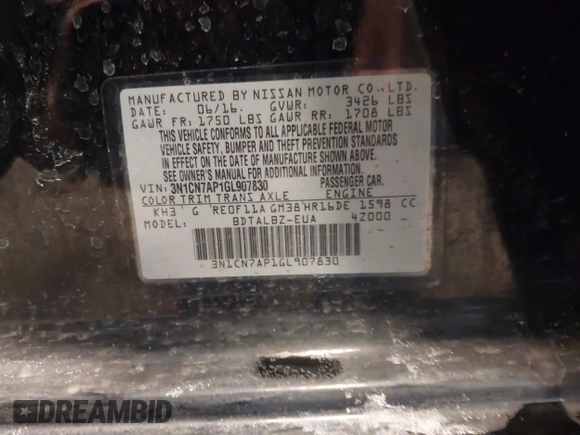 MANUFACTURED BY NISSAN MOTOR CO.,LTD.
DATE: 06/16. GVWR: 3426 LBS
GAWR FR: 1750 LBS GAWR RR: 1708 LBS
THIS VEHICLE CONFORMS TO ALL APPLICABLE FEDERAL MOTOR
VEHICLE SAFETY, BUMPER, AND THEFT PREVENTION STANDARDS
IN EFFECT ON THE DATE OF MANUFACTURE SHOWN ABOVE.
SEE OWNER'S MANUAL FOR ADDITIONAL INFORMATION.
VIN: 3N1CN7AP1GL907830 PASSENGER CAR.
COLOR TRIM TRANS AXLE ENGINE
KH3 G RE0F11A GM38 HR16DE 1598 CC
MODEL: BDTALBZ-EUA 4Z000
3N1CN7AP1GL907830
DREAMBID